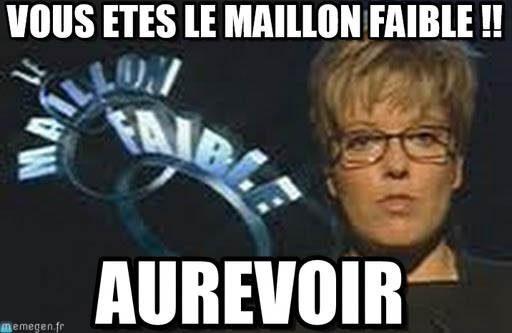 VOUS ETES LE MAILLON FAIBLE !!
LE
MAILLON
FAIBLE
AUREVOIR
memegen.fr